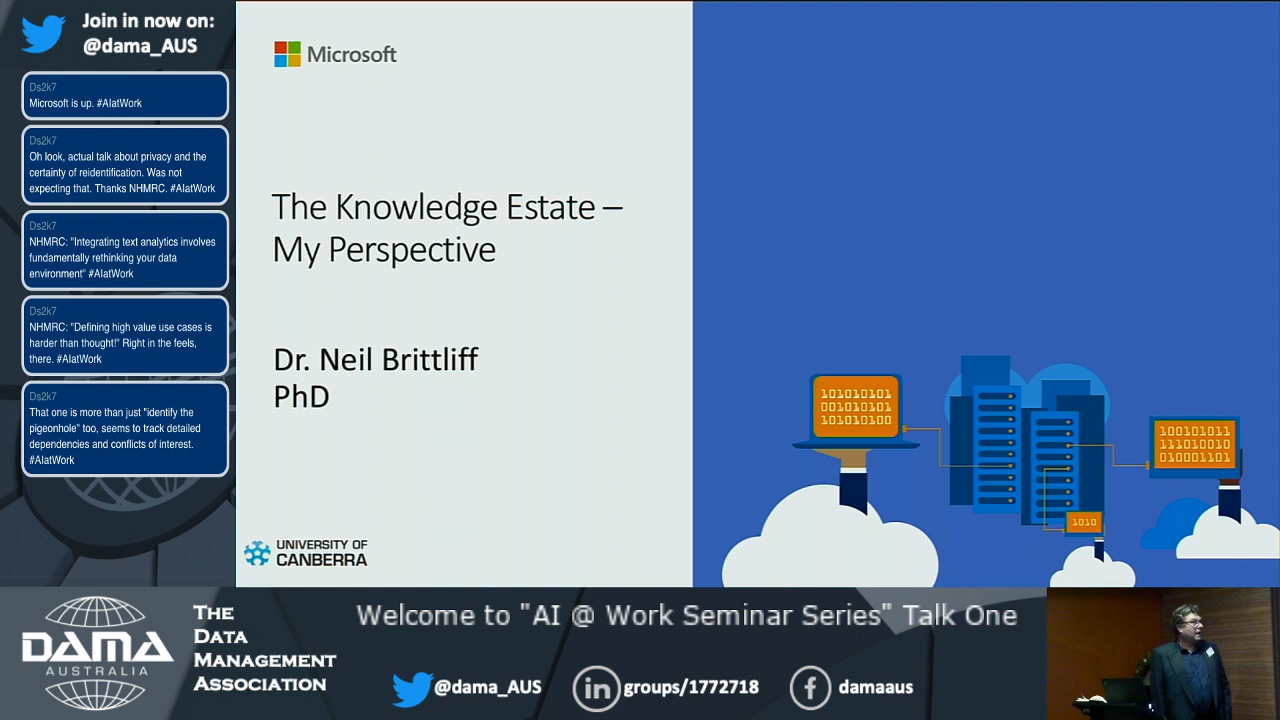 Join in now on:
@dama_AUS
Ds2k7
Microsoft is up. #AIatWork
Ds2k7
Oh look, actual talk about privacy and the
certainty of reidentification. Was not
expecting that. Thanks NHMRC. #AIatWork
Ds2k7
NHMRC: "Integrating text analytics involves
fundamentally rethinking your data
environment" #AIatWork
Ds2k7
NHMRC: "Defining high value use cases is
harder than thought!" Right in the feels,
there. #AIatWork
Ds2k7
That one is more than just "identify the
pigeonhole" too, seems to track detailed
dependencies and conflicts of interest.
#AIatWork
Microsoft
The Knowledge Estate –
My Perspective
Dr. Neil Brittliff
PhD
UNIVERSITY OF
CANBERRA
101010101
001010101
101010100
100101011
111010010
010001101
1010
DAMA
AUSTRALIA
THE
DATA
MANAGEMENT
ASSOCIATION
Welcome to "AI @ Work Seminar Series" Talk One
@dama_AUS
in groups/1772718
f damaaus